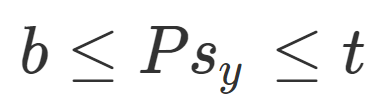 b ≤ Ps_y ≤ t